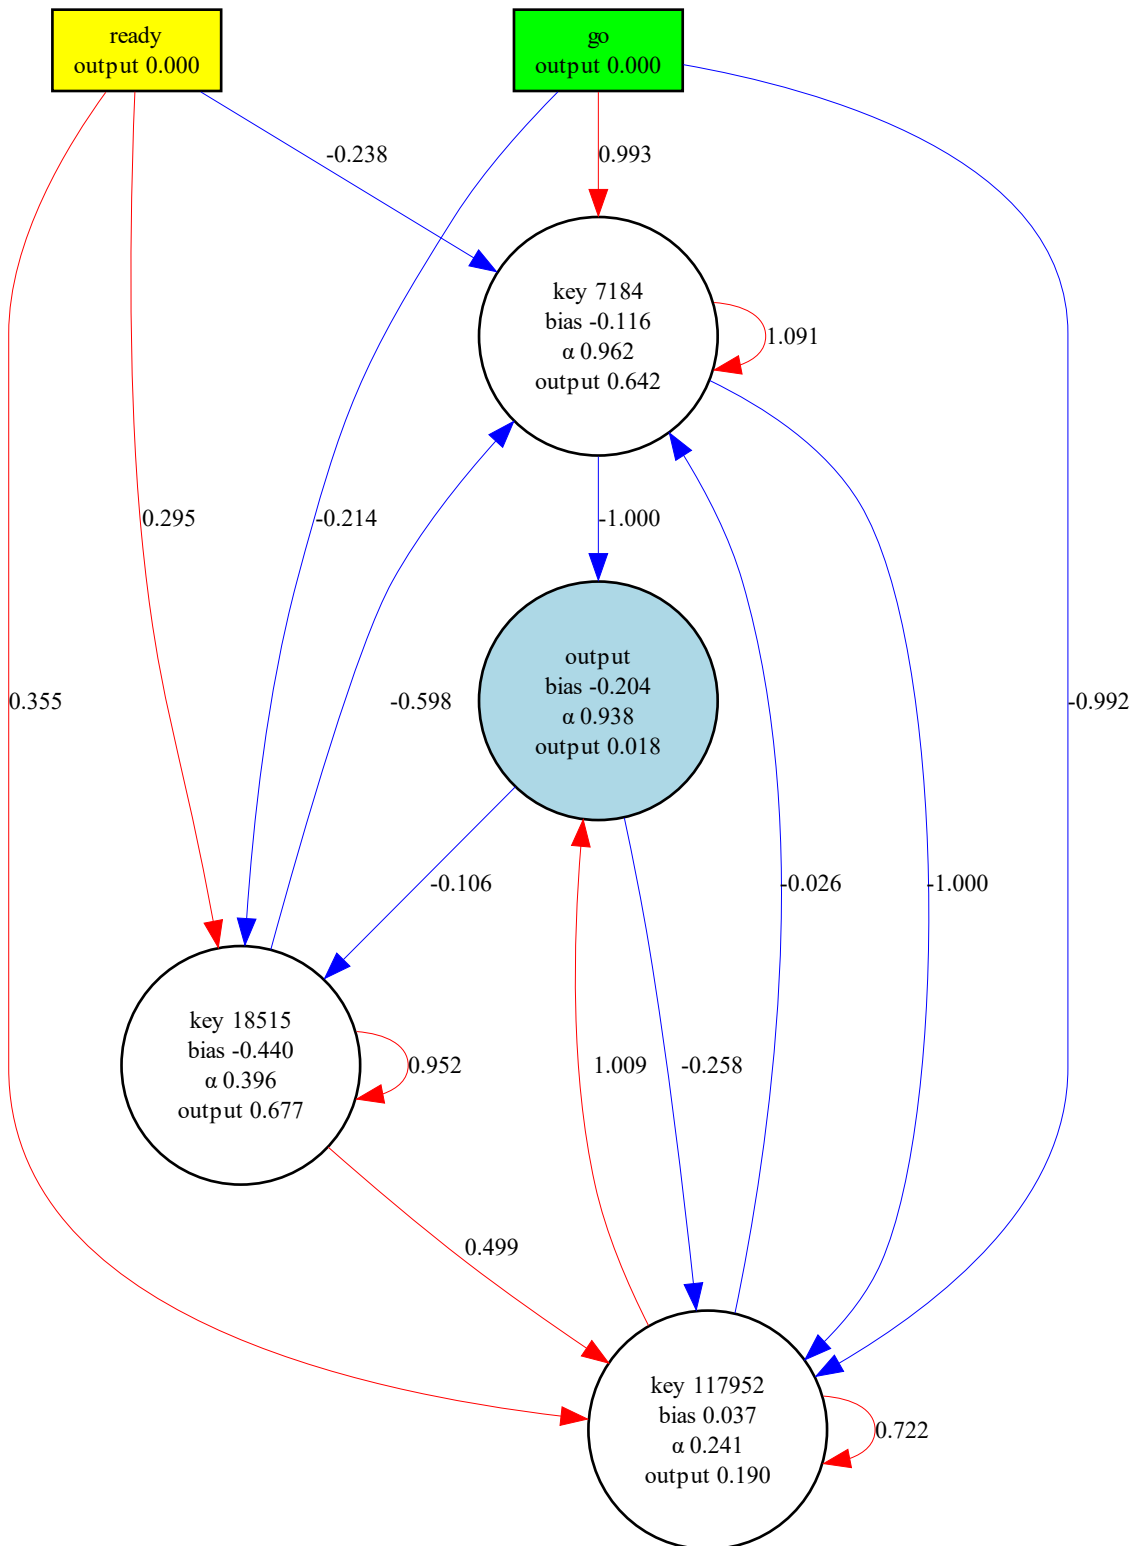 ready
output 0.000
go
output 0.000
-0.238
0.993
key 7184
bias -0.116
α 0.962
output 0.642
1.091
0.295
-0.214
-1.000
output
bias -0.204
α 0.938
output 0.018
0.355
-0.598
-0.992
-0.106
-0.026
-1.000
key 18515
bias -0.440
α 0.396
output 0.677
0.952
1.009
-0.258
0.499
key 117952
bias 0.037
α 0.241
output 0.190
0.722